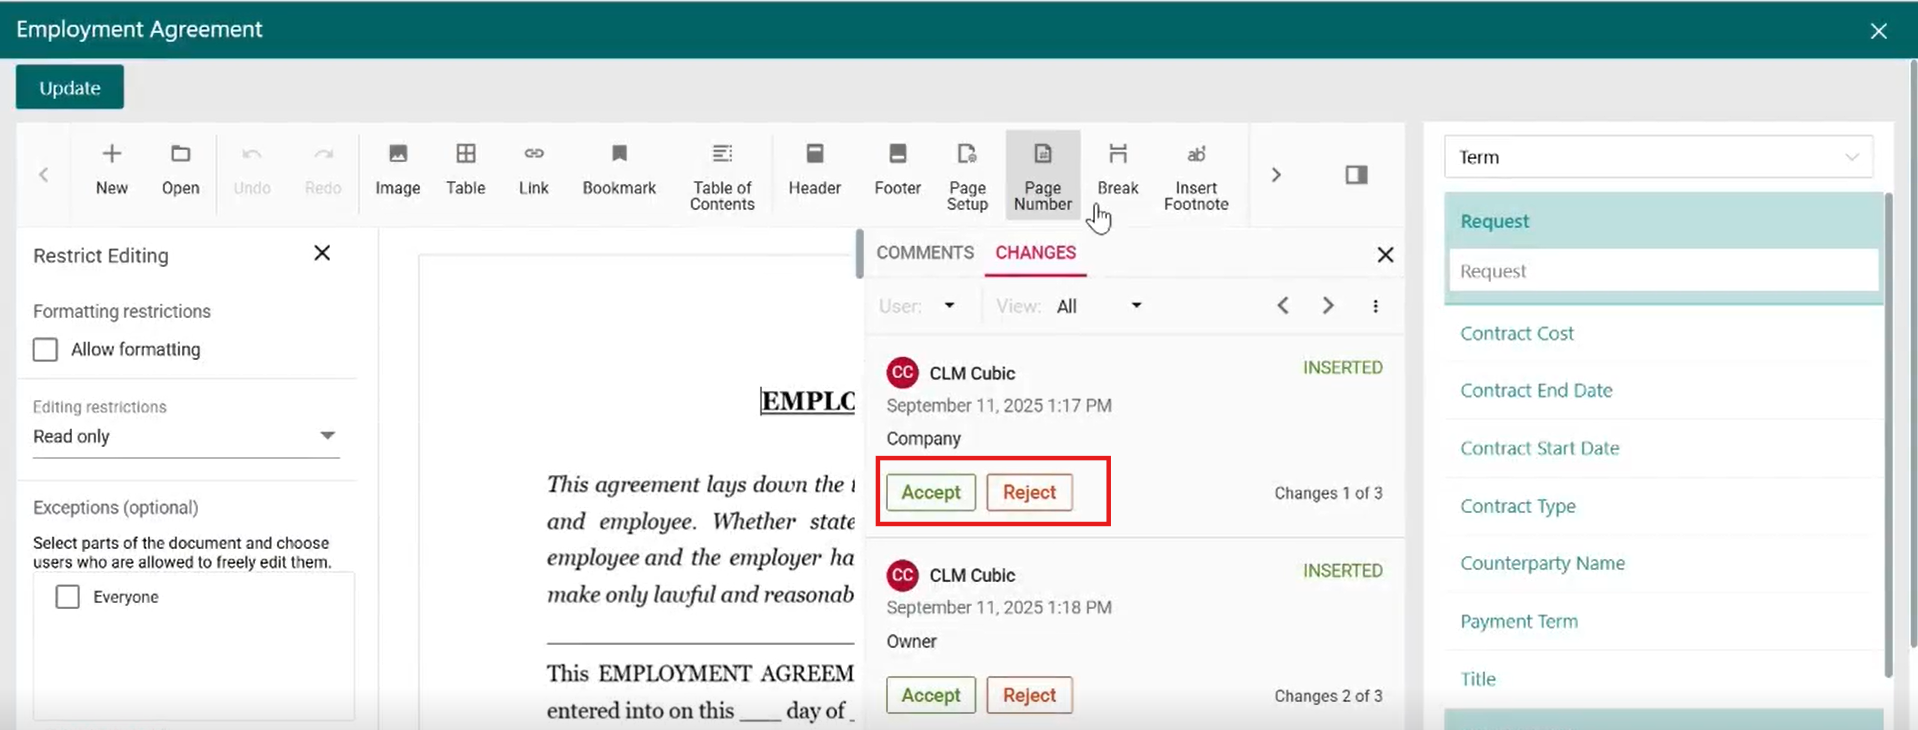 Employment Agreement
Update
New
Open
Undo
Redo
Image
Table
Link
Bookmark
Table of
Contents
Header
Footer
Page
Setup
Page
Number
Break
Insert
Footnote
Restrict Editing
Formatting restrictions
Allow formatting
Editing restrictions
Read only
Exceptions (optional)
Select parts of the document and choose
users who are allowed to freely edit them.
Everyone
EMPLO
This agreement lays down the
and employee. Whether state
employee and the employer ha
make only lawful and reasonab
This EMPLOYMENT AGREEM
entered into on this ____ day of _
COMMENTS CHANGES
User: View: All
CC CLM Cubic INSERTED
September 11, 2025 1:17 PM
Company
Accept Reject Changes 1 of 3
CC CLM Cubic INSERTED
September 11, 2025 1:18 PM
Owner
Accept Reject Changes 2 of 3
Term
Request
Request
Contract Cost
Contract End Date
Contract Start Date
Contract Type
Counterparty Name
Payment Term
Title